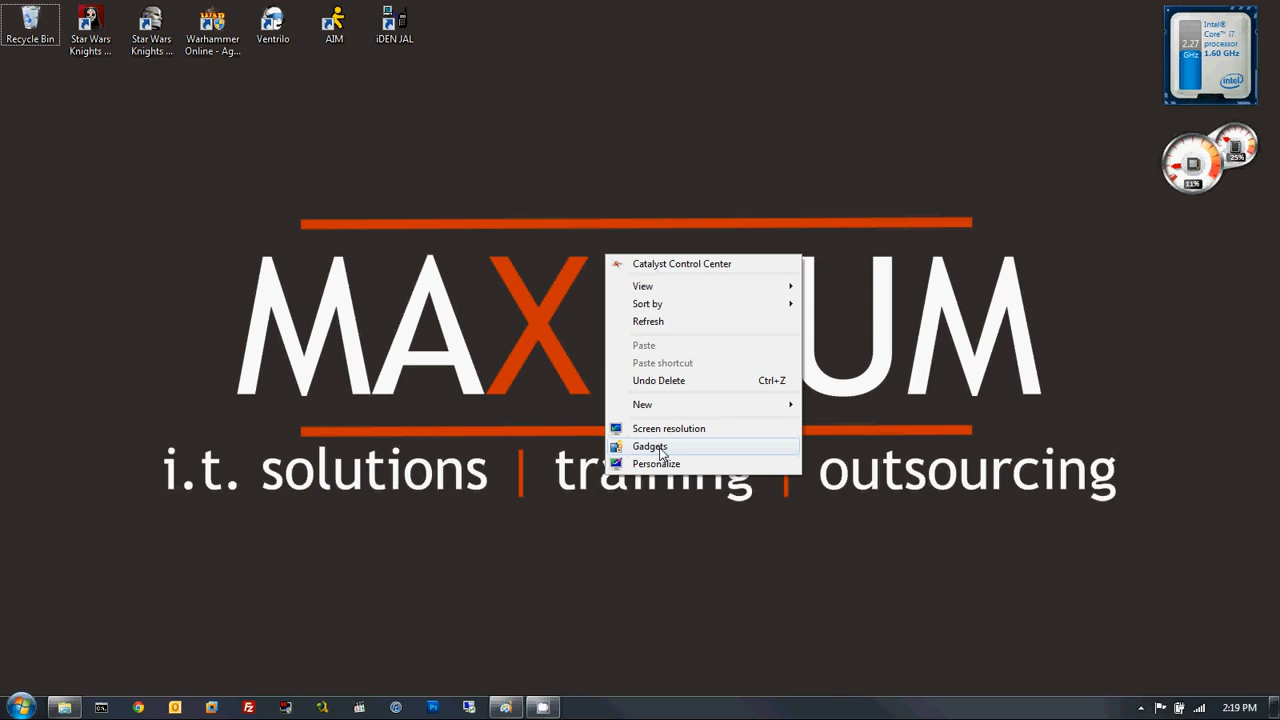 Recycle Bin
Star Wars
Knights ...
Star Wars
Knights ...
Warhammer
Online - Ag...
Ventrilo
AIM
iDEN JAL
Intel®
Core™ i7
processor
1.60 GHz
2.27
GHz
intel
25%
11%
MAX UM
i.t. solutions | training | outsourcing
Catalyst Control Center
View
Sort by
Refresh
Paste
Paste shortcut
Undo Delete Ctrl+Z
New
Screen resolution
Gadgets
Personalize
2:19 PM